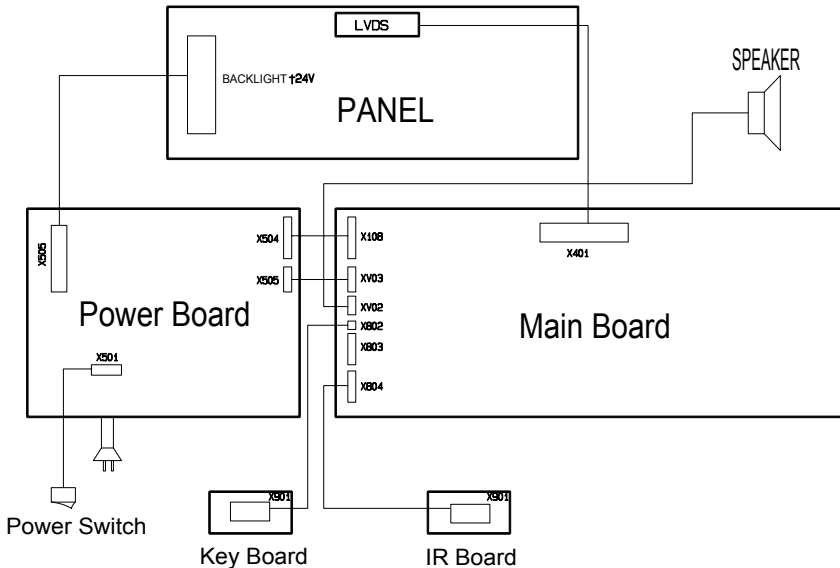 LVDS
BACKLIGHT †24V
PANEL
SPEAKER
X505
X504
X505
Power Board
X501
X108
XV03
XV02
X802
X803
X804
X401
Main Board
Power Switch
X901
Key Board
X901
IR Board